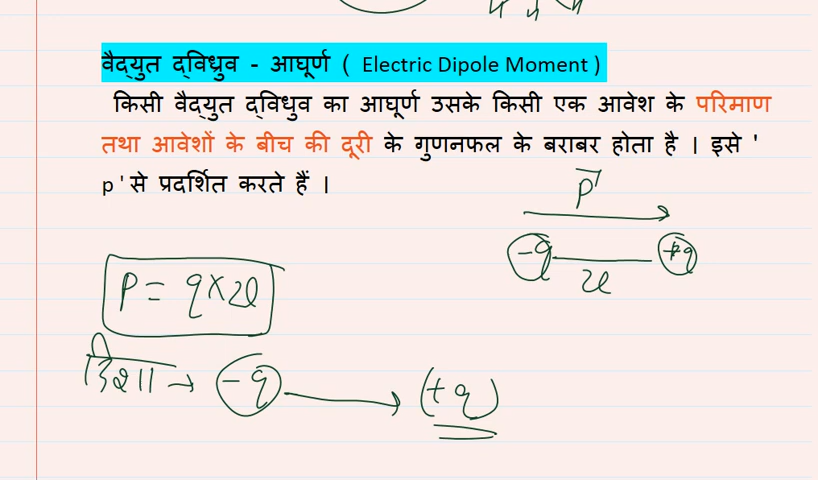 वैद्युत द्विध्रुव - आघूर्ण ( Electric Dipole Moment )
किसी वैद्युत द्विधुव का आघूर्ण उसके किसी एक आवेश के परिमाण
तथा आवेशों के बीच की दूरी के गुणनफल के बराबर होता है । इसे '
p ' से प्रदर्शित करते हैं ।
P⃗
-q +q
2l
P = q×2l
दिशा → -q → (+q)